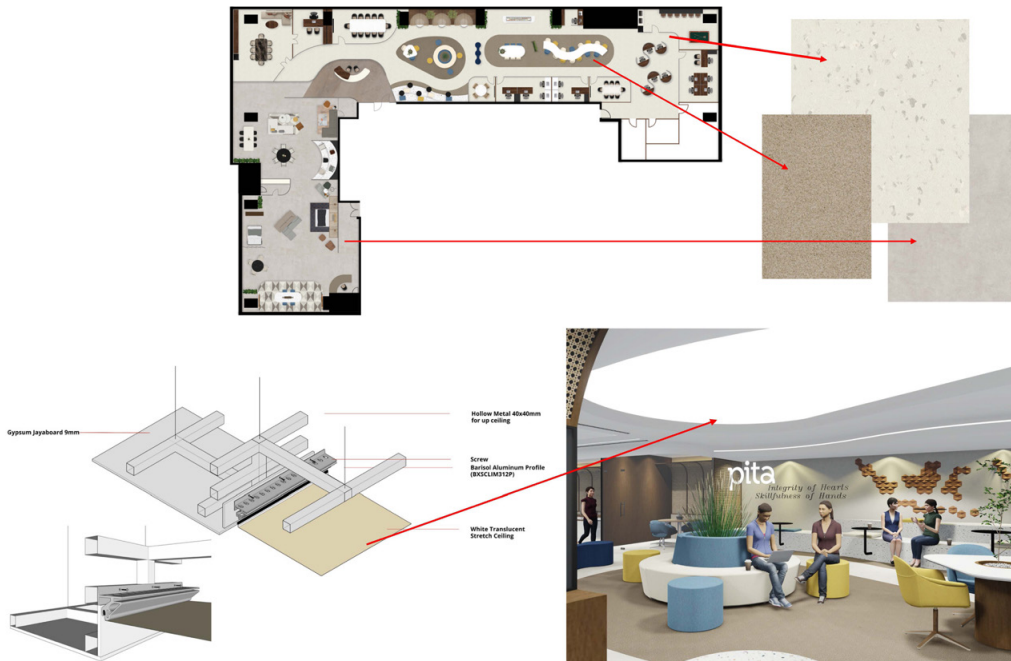 Gypsum Jayaboard 9mm
Hollow Metal 40x40mm
for up ceiling
Screw
Barisol Aluminum Profile
(BXSCLIM312P)
White Translucent
Stretch Ceiling
pita
Integrity of Hearts
Skillfulness of Hands